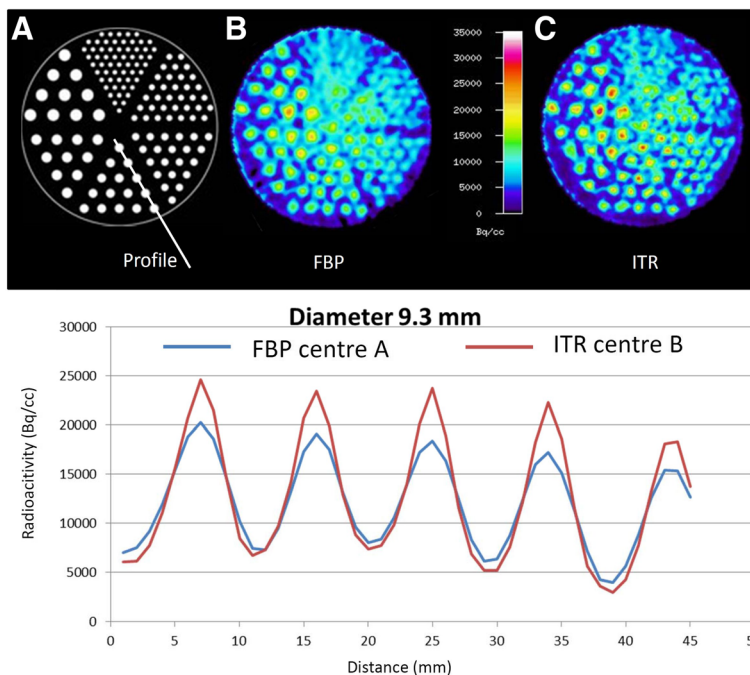 A
B
C
35000
30000
25000
20000
15000
10000
5000
0
Bq/cc
Profile
FBP
ITR
Diameter 9.3 mm
FBP centre A
ITR centre B
30000
25000
20000
15000
10000
5000
0
Radioacitivity (Bq/cc)
0 5 10 15 20 25 30 35 40 45 50
Distance (mm)